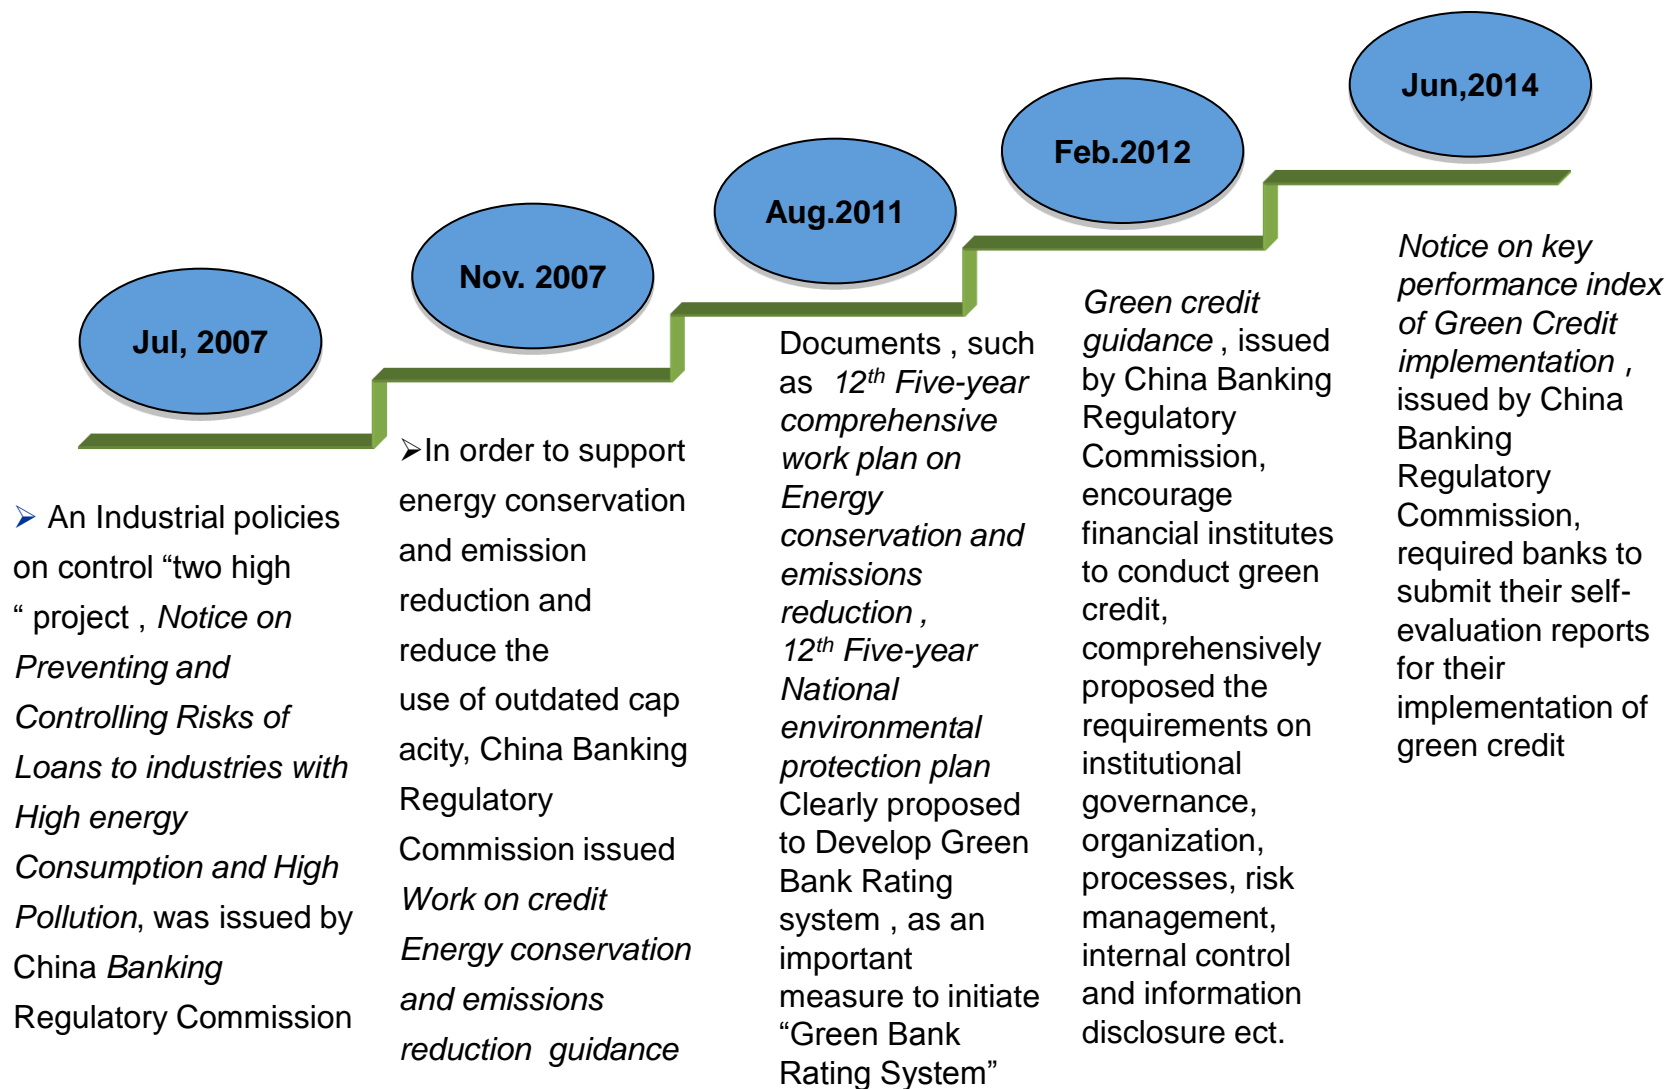 Jul, 2007
➢ An Industrial policies
on control “two high
“ project , Notice on
Preventing and
Controlling Risks of
Loans to industries with
High energy
Consumption and High
Pollution, was issued by
China Banking
Regulatory Commission
Nov. 2007
➢In order to support
energy conservation
and emission
reduction and
reduce the
use of outdated cap
acity, China Banking
Regulatory
Commission issued
Work on credit
Energy conservation
and emissions
reduction guidance
Aug.2011
Documents , such
as 12th Five-year
comprehensive
work plan on
Energy
conservation and
emissions
reduction ,
12th Five-year
National
environmental
protection plan
Clearly proposed
to Develop Green
Bank Rating
system , as an
important
measure to initiate
“Green Bank
Rating System”
Feb.2012
Green credit
guidance , issued
by China Banking
Regulatory
Commission,
encourage
financial institutes
to conduct green
credit,
comprehensively
proposed the
requirements on
institutional
governance,
organization,
processes, risk
management,
internal control
and information
disclosure ect.
Jun,2014
Notice on key
performance index
of Green Credit
implementation ,
issued by China
Banking
Regulatory
Commission,
required banks to
submit their self-
evaluation reports
for their
implementation of
green credit